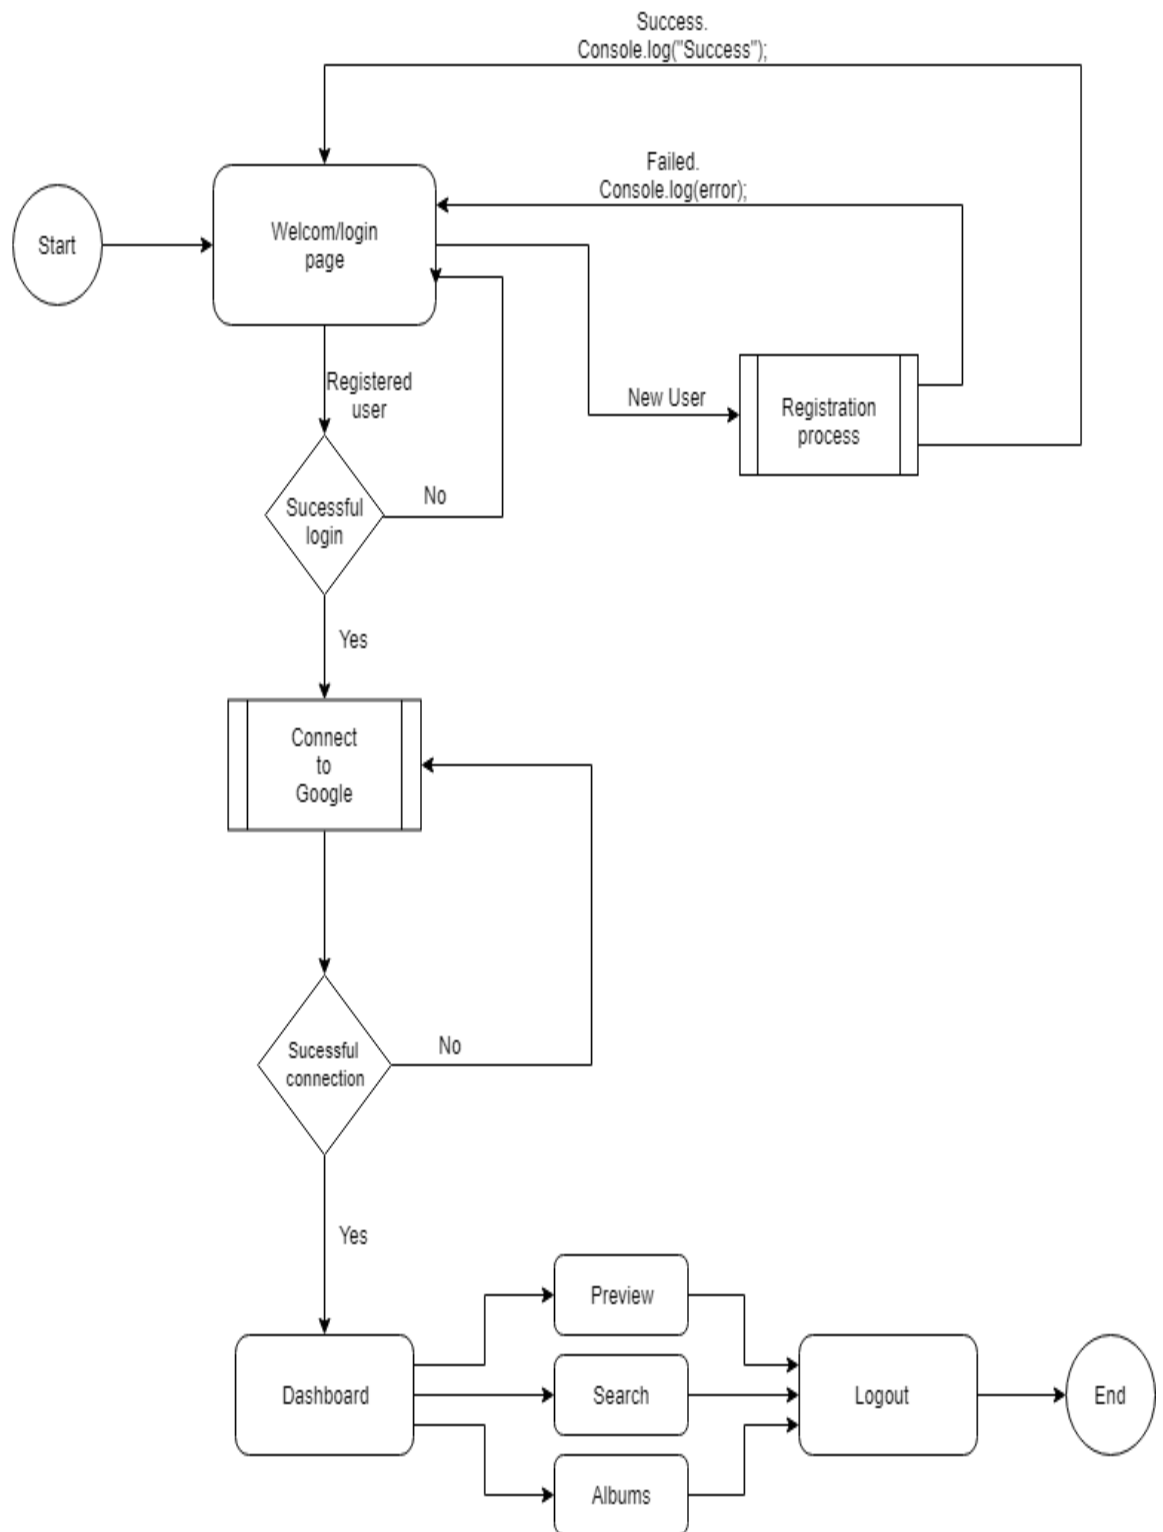 Success.
Console.log("Success");
Failed.
Console.log(error);
Start
Welcom/login
page
Registered
user
New User
Registration
process
Sucessful
login
No
Yes
Connect
to
Google
Sucessful
connection
No
Yes
Preview
Dashboard
Search
Logout
End
Albums